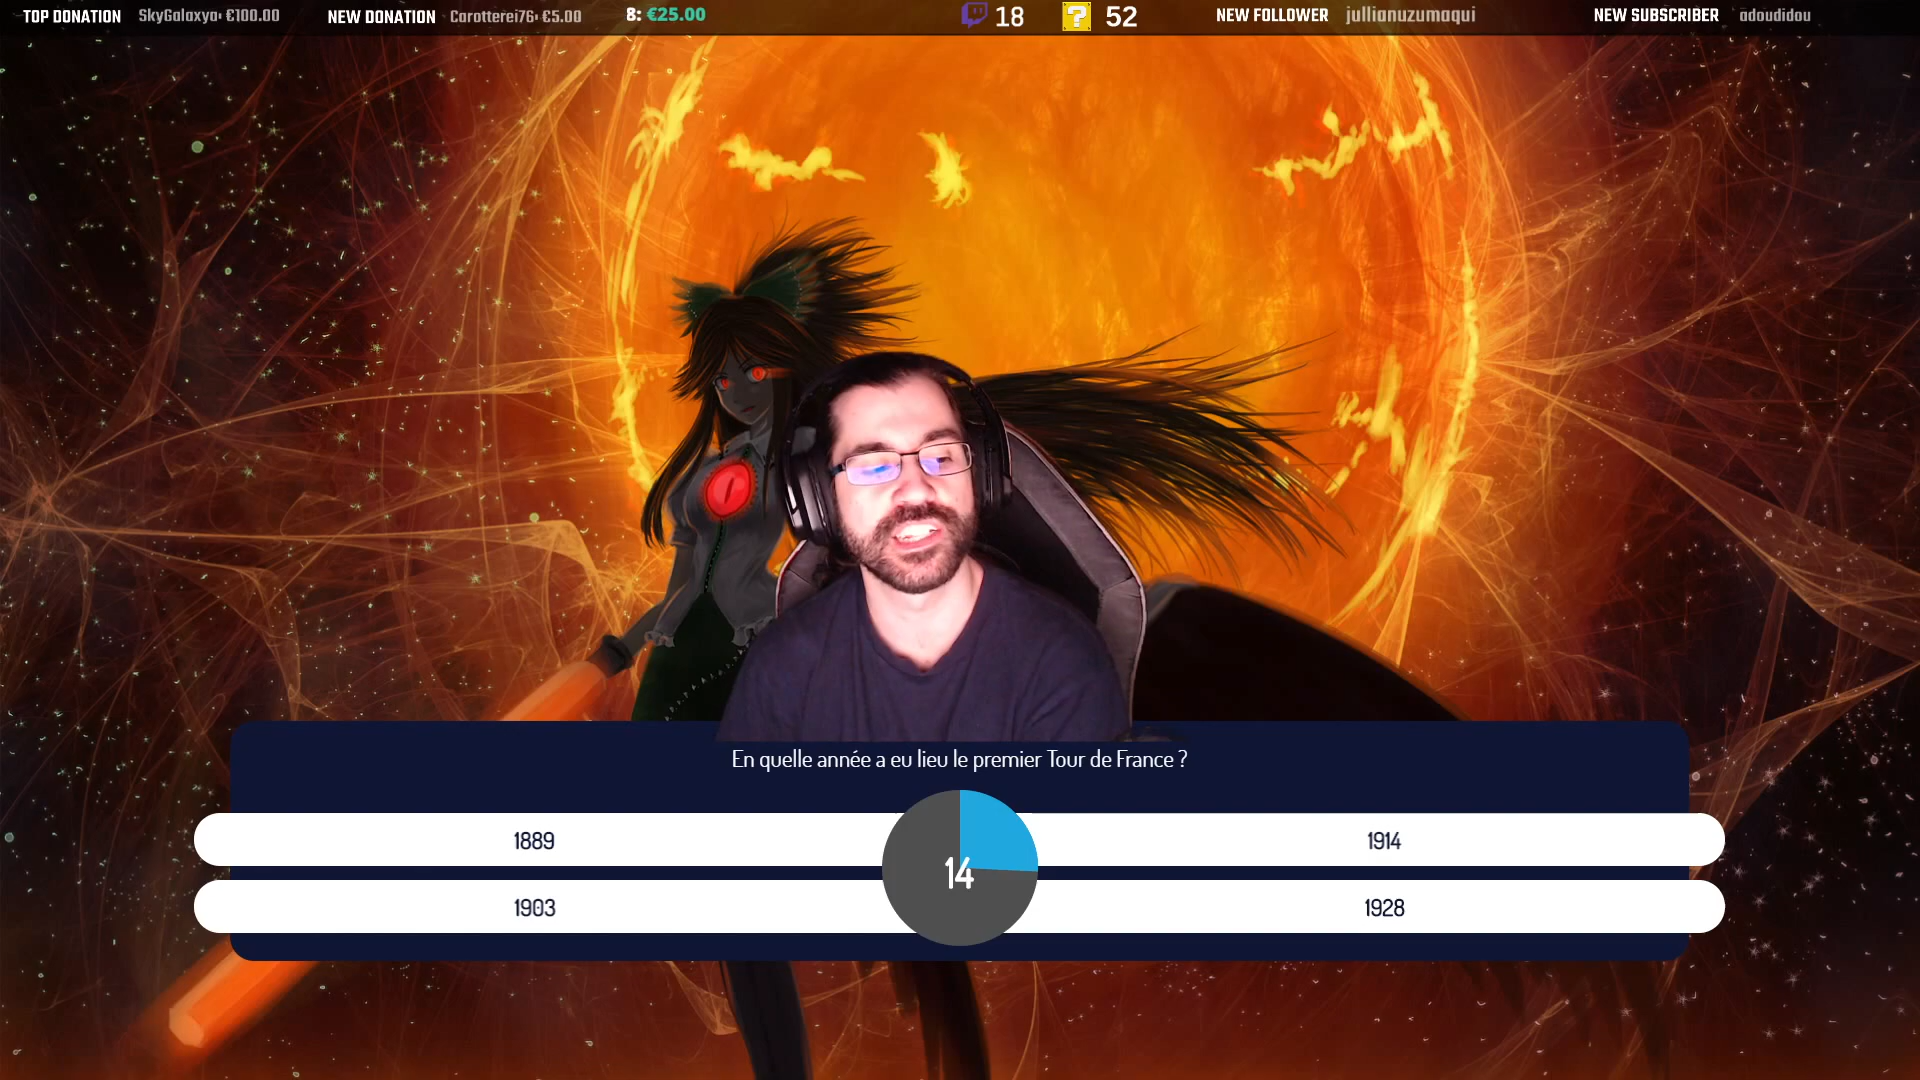 TOP DONATION SkyGalaxya: €100.00 NEW DONATION Carotterei76: €5.00 8: €25.00 18 ? 52 NEW FOLLOWER jullianuzumaqui NEW SUBSCRIBER adoudidou
En quelle année a eu lieu le premier Tour de France ?
1889 1914
14
1903 1928